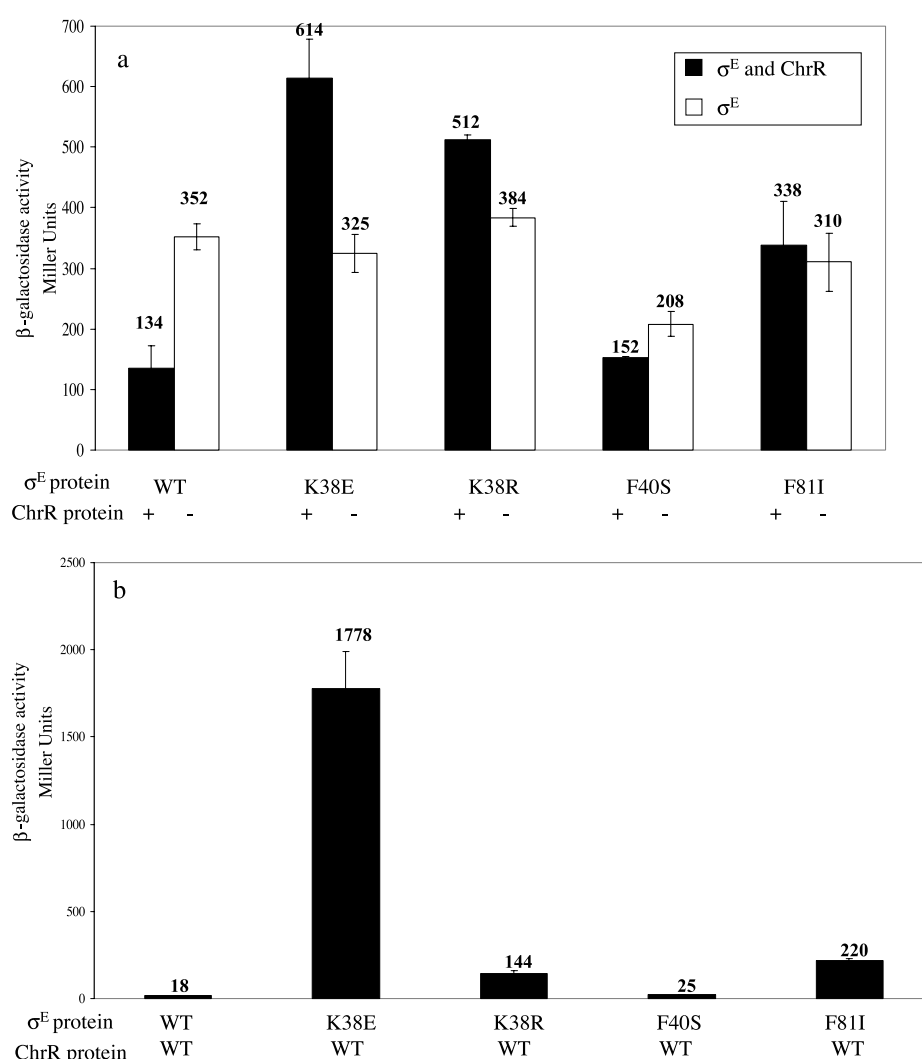 a
700
600
500
400
300
200
100
0
β-galactosidase activity
Miller Units
σᴱ and ChrR
σᴱ
134
352
614
325
512
384
152
208
338
310
σᴱ protein WT K38E K38R F40S F81I
ChrR protein + - + - + - + - + -
b
2500
2000
1500
1000
500
0
β-galactosidase activity
Miller Units
18
1778
144
25
220
σᴱ protein WT K38E K38R F40S F81I
ChrR protein WT WT WT WT WT